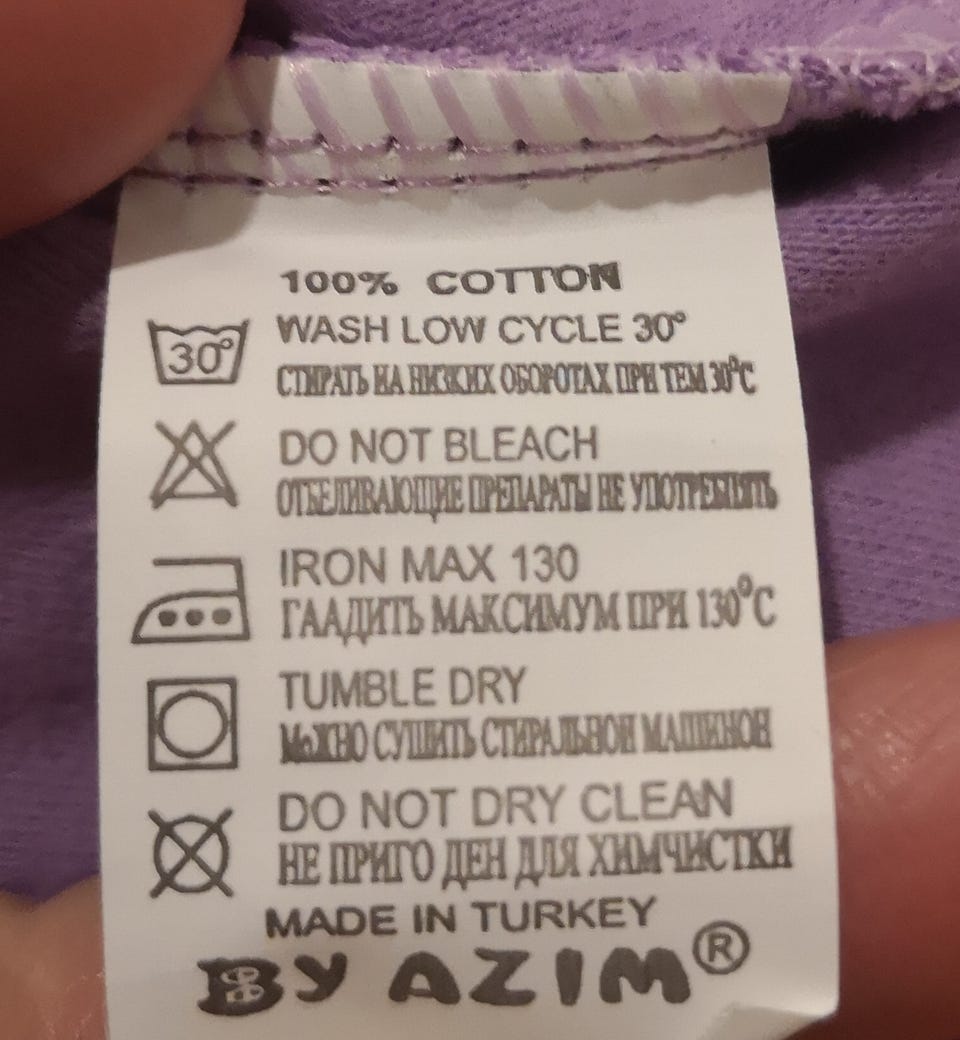 100% COTTON
30°
WASH LOW CYCLE 30°
СТИРАТЬ НА НИЗКИХ ОБОРОТАХ ПРИ ТЕМ 30°C
DO NOT BLEACH
ОТБЕЛИВАЮЩИЕ ПРЕПАРАТЫ НЕ УПОТРЕБЛЯТЬ
IRON MAX 130
ГЛАДИТЬ МАКСИМУМ ПРИ 130°C
TUMBLE DRY
МоЖНО СУШИТЬ СТИРАЛЬНОЙ МАШИНОЙ
DO NOT DRY CLEAN
НЕ ПРИГО ДЕН ДЛЯ ХИМЧИСТКИ
MADE IN TURKEY
BY AZIM®